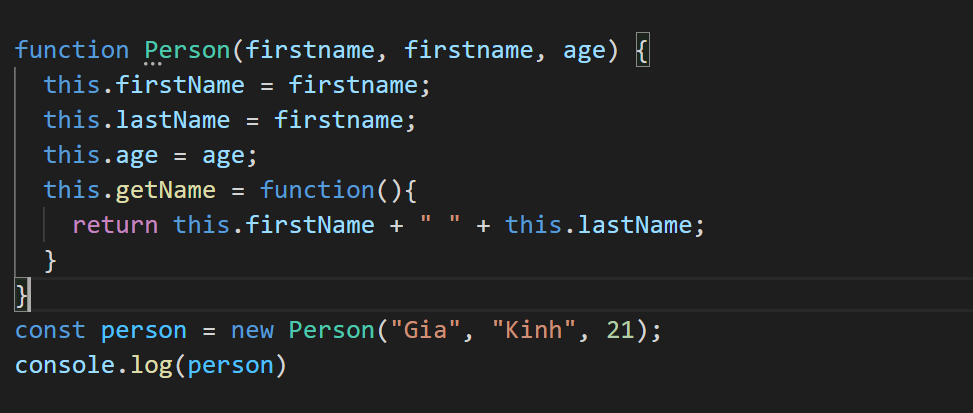 function Person(firstname, firstname, age) {
  this.firstName = firstname;
  this.lastName = firstname;
  this.age = age;
  this.getName = function(){
    return this.firstName + " " + this.lastName;
  }
}
const person = new Person("Gia", "Kinh", 21);
console.log(person)